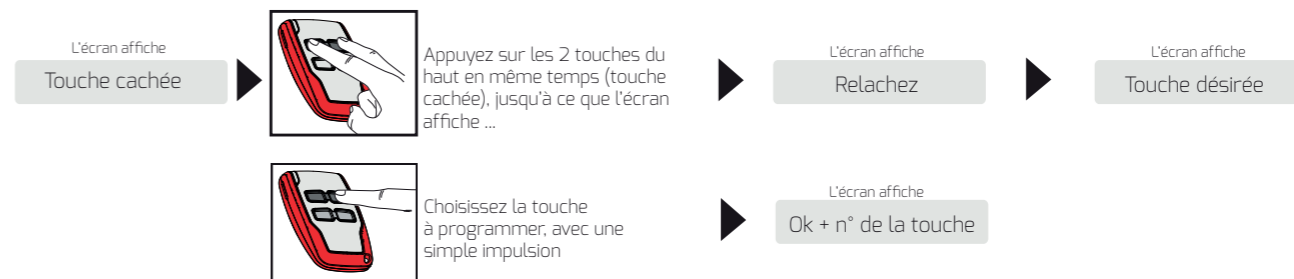 L'écran affiche
Touche cachée
Appuyez sur les 2 touches du
haut en même temps (touche
cachée), jusqu'à ce que l'écran
affiche ...
L'écran affiche
Relachez
L'écran affiche
Touche désirée
Choisissez la touche
à programmer, avec une
simple impulsion
L'écran affiche
Ok + n° de la touche